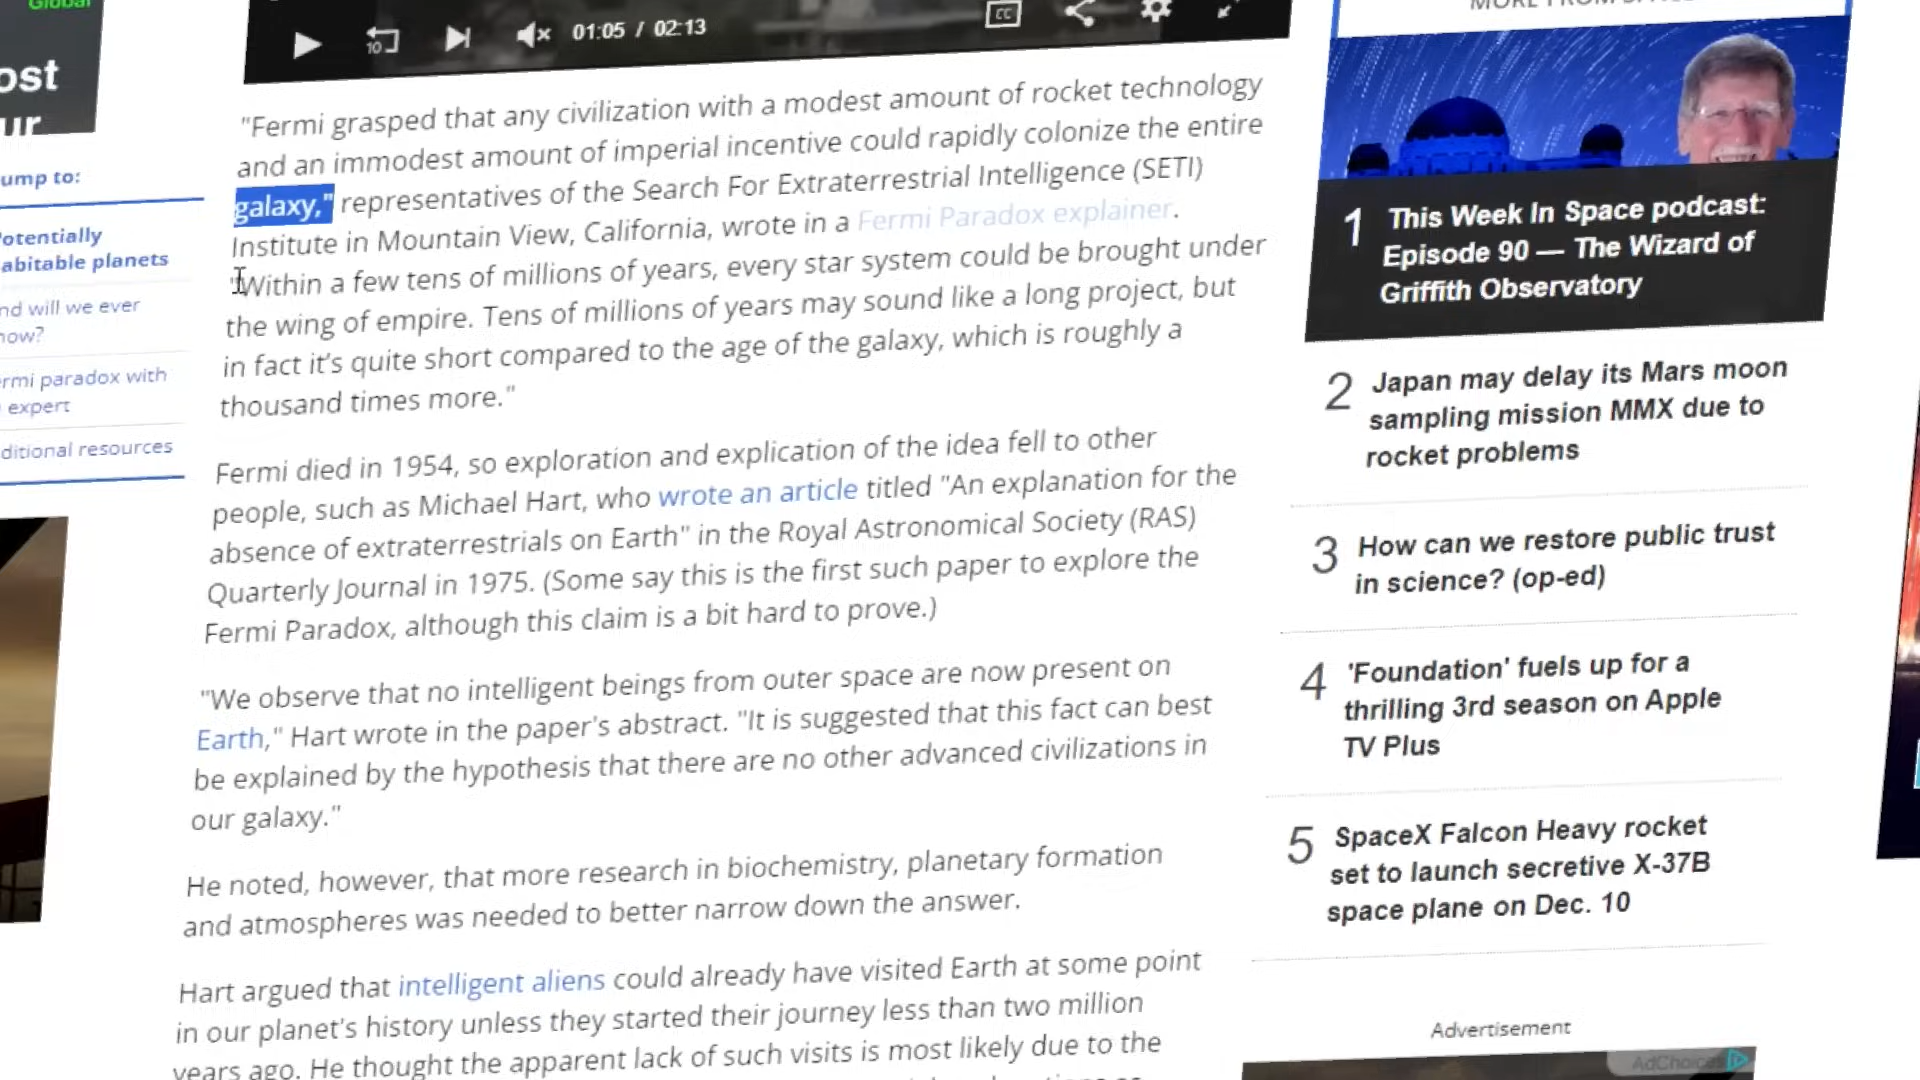 Global
ost
ur
01:05 / 02:13
10
CC
ump to:
Potentially
abitable planets
nd will we ever
now?
ermi paradox with
expert
ditional resources
"Fermi grasped that any civilization with a modest amount of rocket technology
and an immodest amount of imperial incentive could rapidly colonize the entire
galaxy," representatives of the Search For Extraterrestrial Intelligence (SETI)
Institute in Mountain View, California, wrote in a Fermi Paradox explainer.
"Within a few tens of millions of years, every star system could be brought under
the wing of empire. Tens of millions of years may sound like a long project, but
in fact it's quite short compared to the age of the galaxy, which is roughly a
thousand times more."
Fermi died in 1954, so exploration and explication of the idea fell to other
people, such as Michael Hart, who wrote an article titled "An explanation for the
absence of extraterrestrials on Earth" in the Royal Astronomical Society (RAS)
Quarterly Journal in 1975. (Some say this is the first such paper to explore the
Fermi Paradox, although this claim is a bit hard to prove.)
"We observe that no intelligent beings from outer space are now present on
Earth," Hart wrote in the paper's abstract. "It is suggested that this fact can best
be explained by the hypothesis that there are no other advanced civilizations in
our galaxy."
He noted, however, that more research in biochemistry, planetary formation
and atmospheres was needed to better narrow down the answer.
Hart argued that intelligent aliens could already have visited Earth at some point
in our planet's history unless they started their journey less than two million
years ago. He thought the apparent lack of such visits is most likely due to the
MORE FROM
1 This Week In Space podcast:
Episode 90 — The Wizard of
Griffith Observatory
2 Japan may delay its Mars moon
sampling mission MMX due to
rocket problems
3 How can we restore public trust
in science? (op-ed)
4 'Foundation' fuels up for a
thrilling 3rd season on Apple
TV Plus
5 SpaceX Falcon Heavy rocket
set to launch secretive X-37B
space plane on Dec. 10
Advertisement
AdChoices